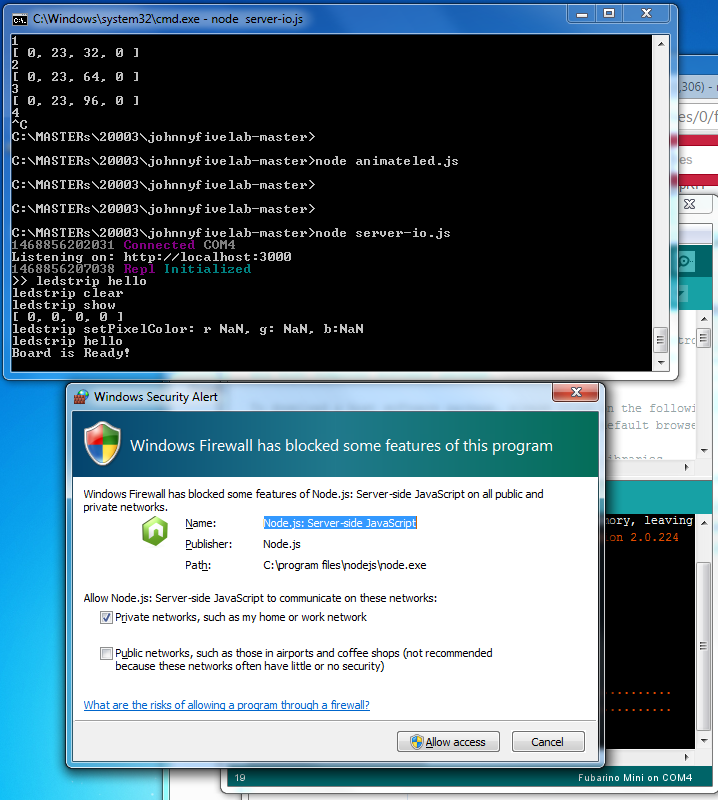 C:\Windows\system32\cmd.exe - node  server-io.js
1
[ 0, 23, 32, 0 ]
2
[ 0, 23, 64, 0 ]
3
[ 0, 23, 96, 0 ]
4
^C
C:\MASTERs\20003\johnnyfivelab-master>
C:\MASTERs\20003\johnnyfivelab-master>node animateled.js
C:\MASTERs\20003\johnnyfivelab-master>
C:\MASTERs\20003\johnnyfivelab-master>
C:\MASTERs\20003\johnnyfivelab-master>node server-io.js
1468856202031 Connected COM4
Listening on: http://localhost:3000
1468856207038 Repl Initialized
>> ledstrip hello
ledstrip clear
ledstrip show
[ 0, 0, 0, 0 ]
ledstrip setPixelColor: r NaN, g: NaN, b:NaN
ledstrip hello
Board is Ready!
,306) -
es/0/f
es
tro
n the followi
efault browse
ibraries
Windows Security Alert
Windows Firewall has blocked some features of this program
Windows Firewall has blocked some features of Node.js: Server-side JavaScript on all public and
private networks.
Name: Node.js: Server-side JavaScript
Publisher: Node.js
Path: C:\program files\nodejs\node.exe
Allow Node.js: Server-side JavaScript to communicate on these networks:
Private networks, such as my home or work network
Public networks, such as those in airports and coffee shops (not recommended
because these networks often have little or no security)
What are the risks of allowing a program through a firewall?
Allow access
Cancel
mory, leaving
on 2.0.224
.........
.........
19
Fubarino Mini on COM4